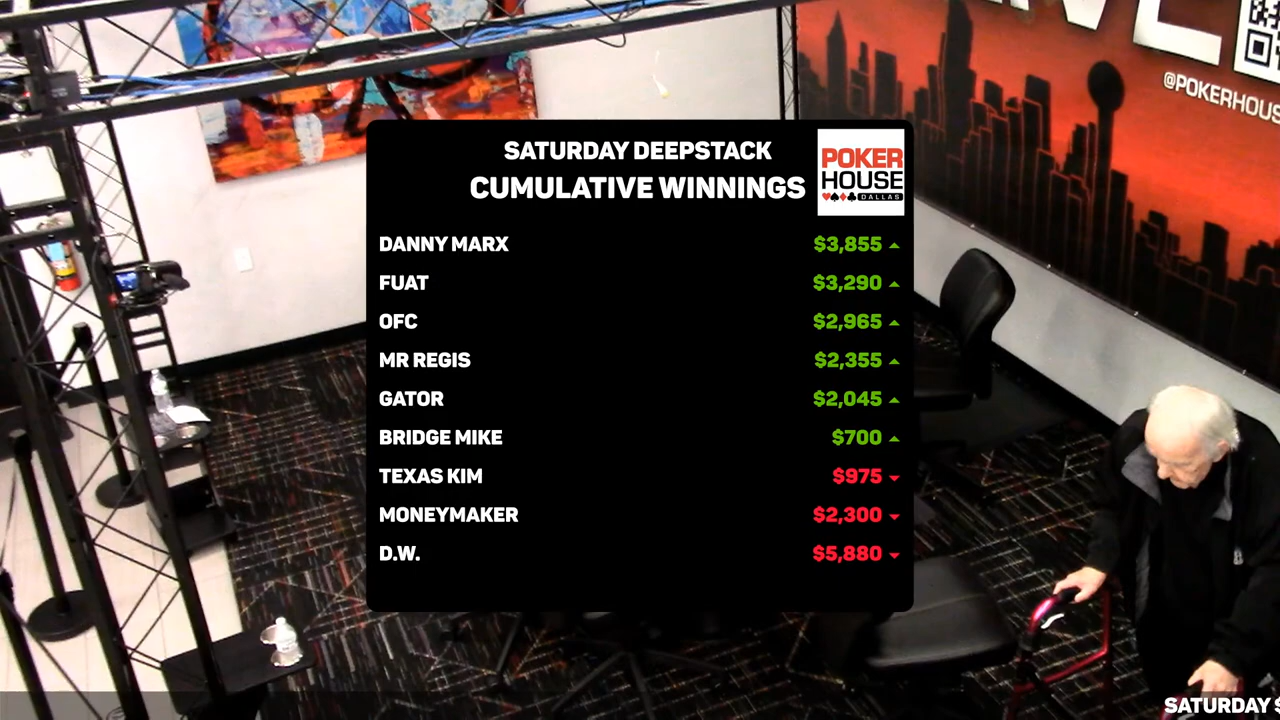 LIVE
@POKERHOUS
SATURDAY DEEPSTACK
CUMULATIVE WINNINGS
POKER
HOUSE
DALLAS
DANNY MARX $3,855
FUAT $3,290
OFC $2,965
MR REGIS $2,355
GATOR $2,045
BRIDGE MIKE $700
TEXAS KIM $975
MONEYMAKER $2,300
D.W. $5,880
SATURDAY $